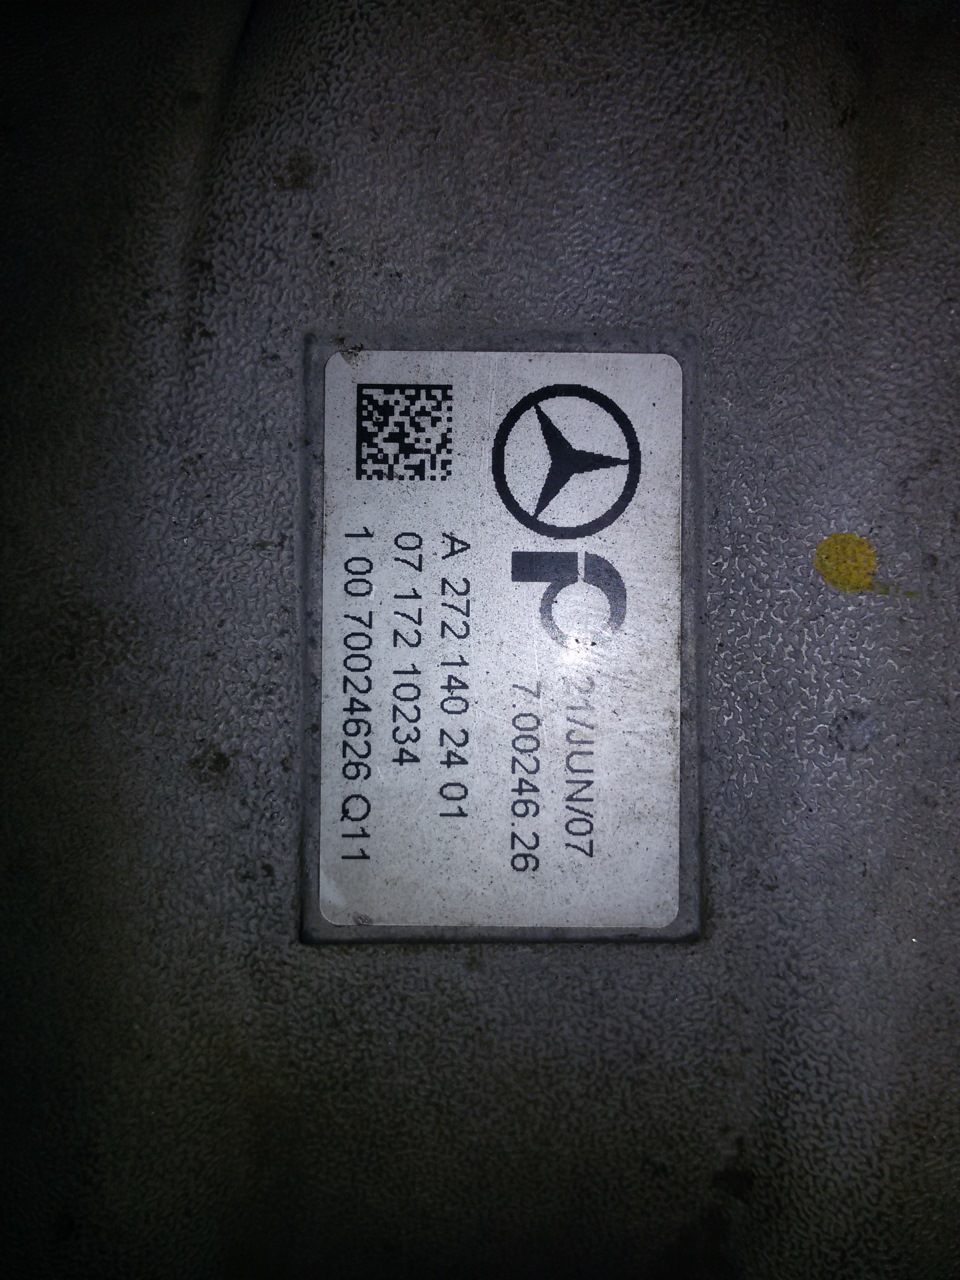 21/JUN/07
7.00246.26
A 272 140 24 01
07 172 10234
1 00 70024626 Q11